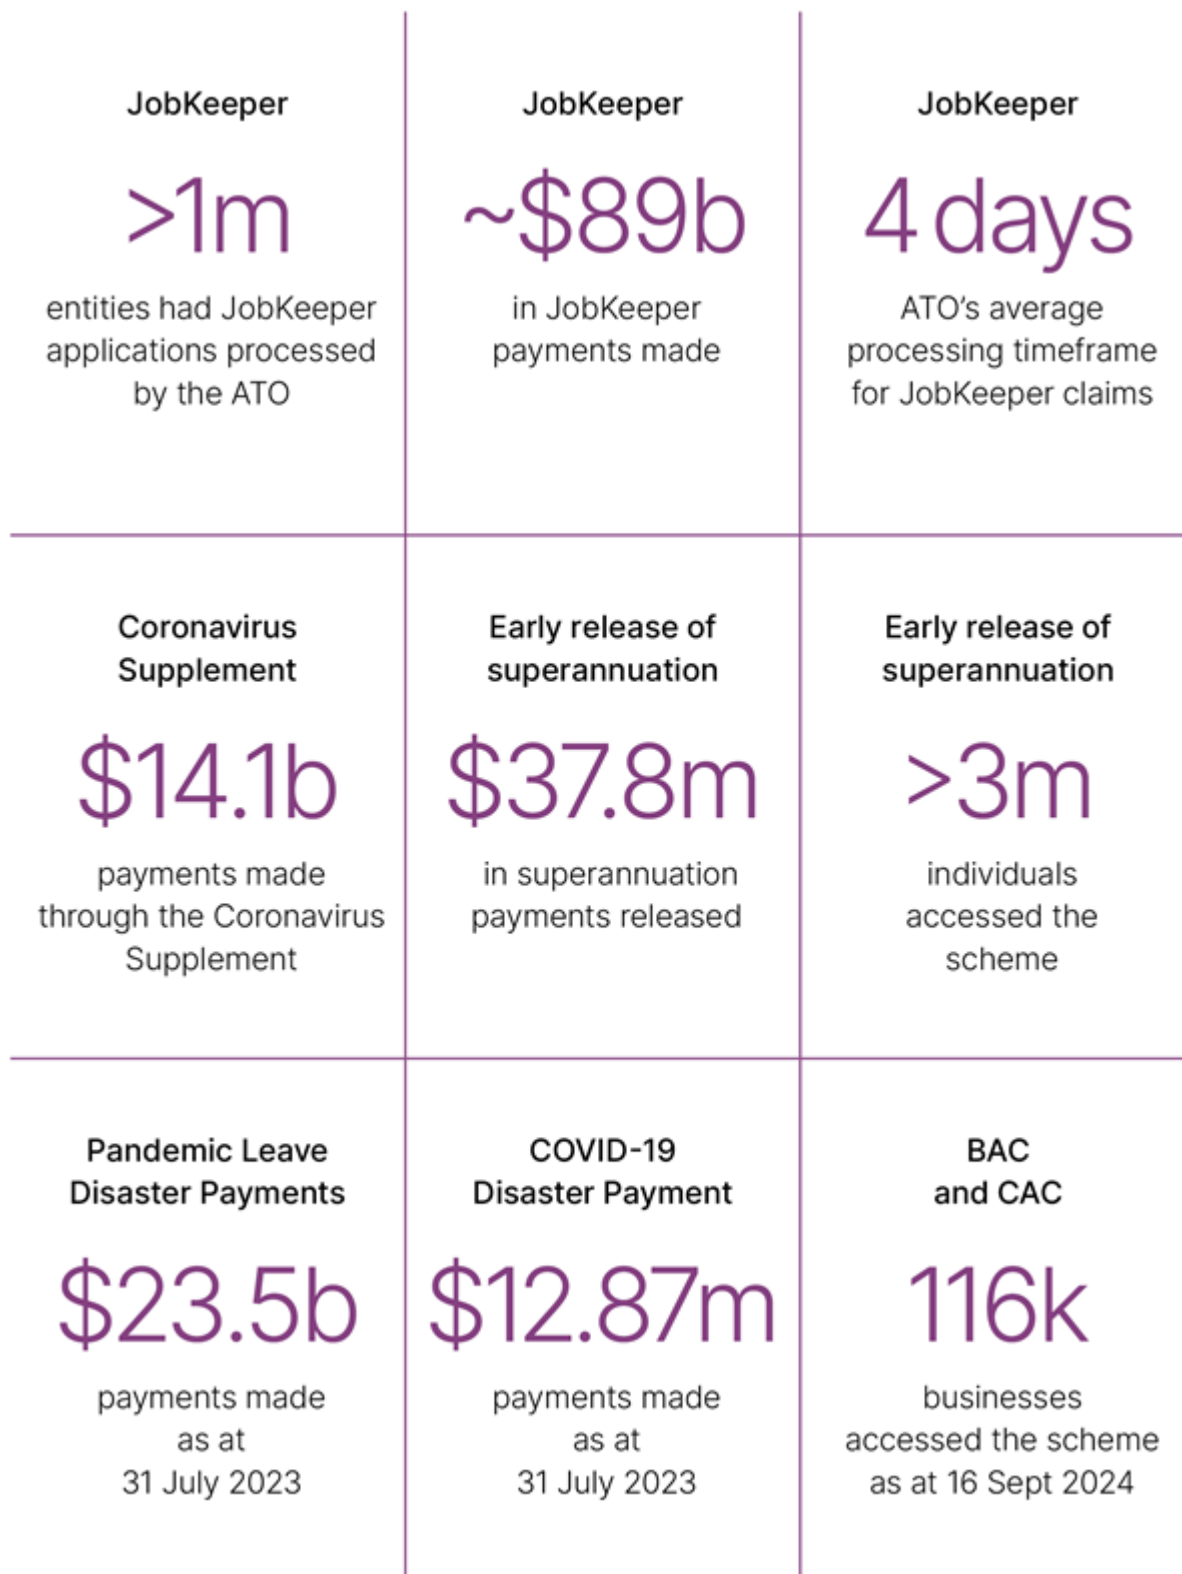 JobKeeper
>1m
entities had JobKeeper
applications processed
by the ATO
JobKeeper
~$89b
in JobKeeper
payments made
JobKeeper
4 days
ATO’s average
processing timeframe
for JobKeeper claims
Coronavirus
Supplement
$14.1b
payments made
through the Coronavirus
Supplement
Early release of
superannuation
$37.8m
in superannuation
payments released
Early release of
superannuation
>3m
individuals
accessed the
scheme
Pandemic Leave
Disaster Payments
$23.5b
payments made
as at
31 July 2023
COVID-19
Disaster Payment
$12.87m
payments made
as at
31 July 2023
BAC
and CAC
116k
businesses
accessed the scheme
as at 16 Sept 2024